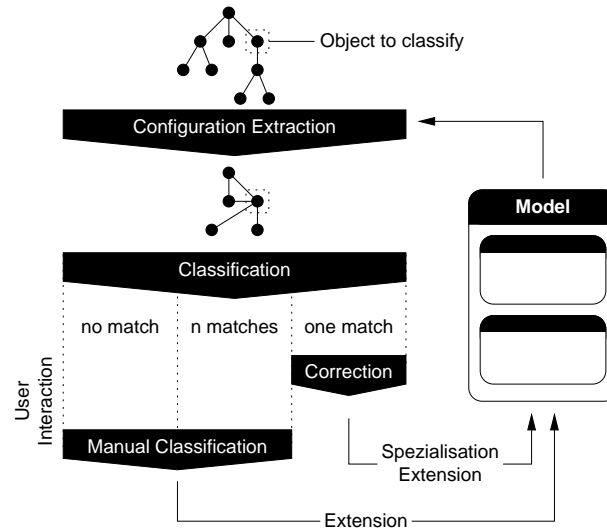 Object to classify
Configuration Extraction
Model
Classification
no match
n matches
one match
Correction
User
Interaction
Manual Classification
Spezialisation
Extension
Extension